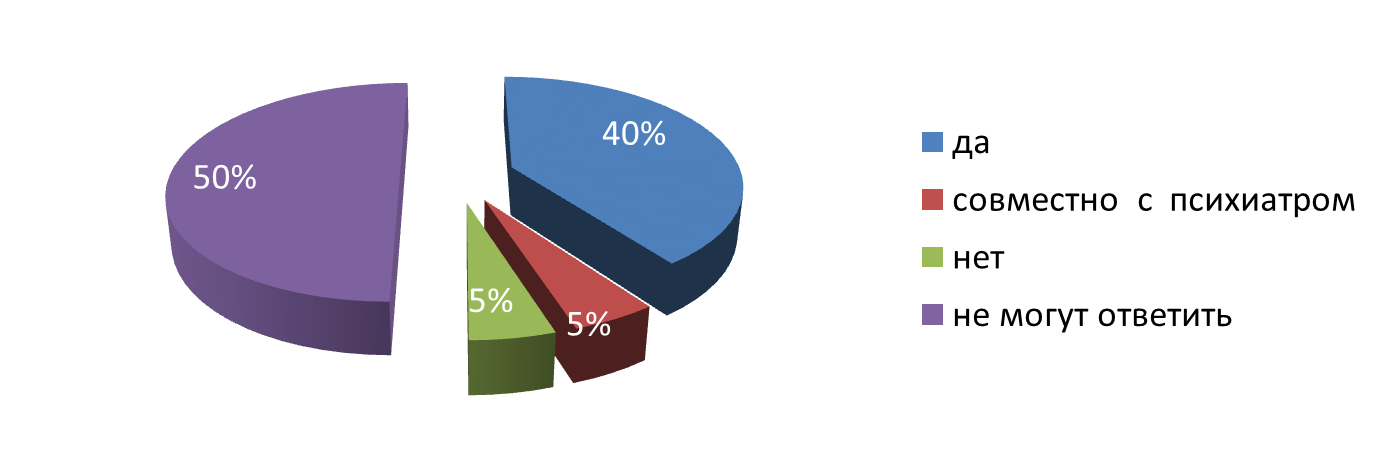 40%
50%
5%
5%
да
совместно с психиатром
нет
не могут ответить